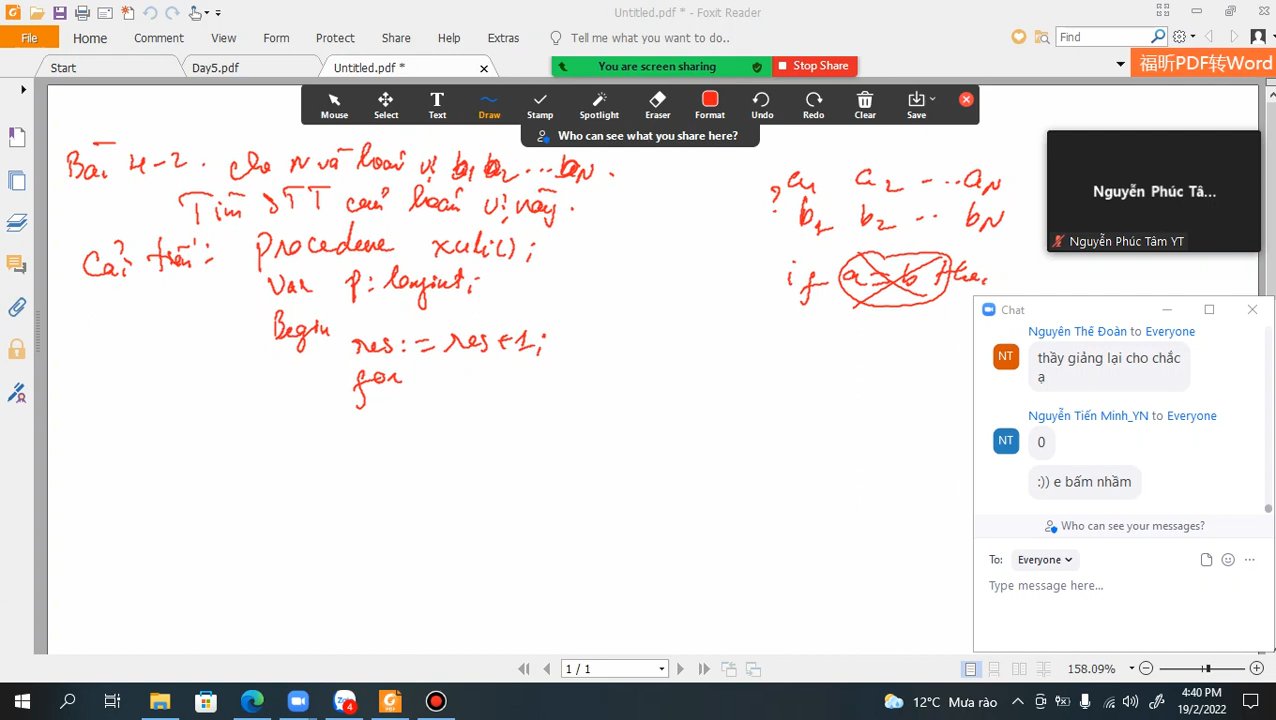 Untitled.pdf * - Foxit Reader
File Home Comment View Form Protect Share Help Extras Tell me what you want to do.. Find
Start Day5.pdf Untitled.pdf *
You are screen sharing Stop Share
福昕PDF转Word
Mouse Select Text Draw Stamp Spotlight Eraser Format Undo Redo Clear Save
Who can see what you share here?
Bài 4-2. Cho N và hoán vị b1 b2 ... bN.
Tìm STT của hoán vị này.
Cải tiến: Procedure xuli();
Var p: longint;
Begin
res: = res + 1;
for
a1 a2 ... aN
? b1 b2 ... bN
if a = b the
Nguyễn Phúc Tâ...
Nguyễn Phúc Tâm YT
Chat
Nguyên Thế Đoàn to Everyone
NT
thầy giảng lại cho chắc
ạ
Nguyễn Tiến Minh_YN to Everyone
NT
0
:)) e bấm nhầm
Who can see your messages?
To: Everyone
Type message here...
1 / 1
158.09%
4
12°C Mưa rào
4:40 PM
19/2/2022